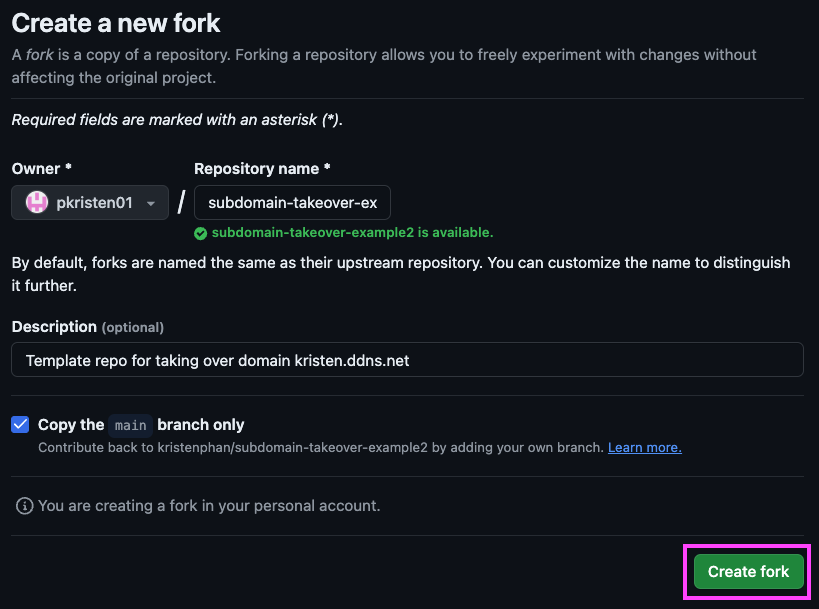 Create a new fork
A fork is a copy of a repository. Forking a repository allows you to freely experiment with changes without
affecting the original project.
Required fields are marked with an asterisk (*).
Owner *
Repository name *
pkristen01
/
subdomain-takeover-ex
subdomain-takeover-example2 is available.
By default, forks are named the same as their upstream repository. You can customize the name to distinguish
it further.
Description (optional)
Template repo for taking over domain kristen.ddns.net
Copy the main branch only
Contribute back to kristenphan/subdomain-takeover-example2 by adding your own branch. Learn more.
You are creating a fork in your personal account.
Create fork